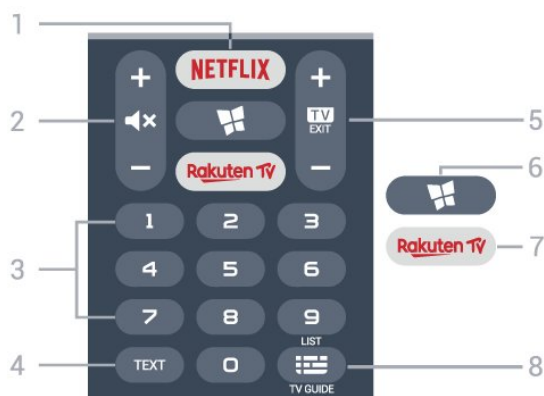 1
NETFLIX
+ +
2
TV
EXIT
5
6
− −
Rakuten TV
Rakuten TV
7
1 2 3
3
4 5 6
7 8 9
LIST
4
TEXT 0
8
TV GUIDE